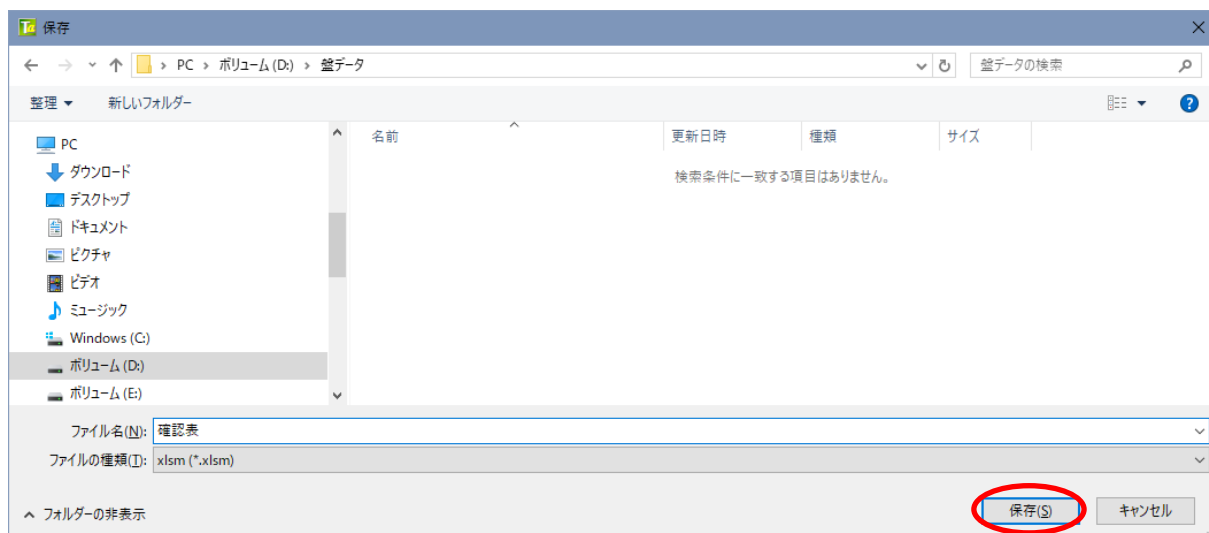 保存
PC › ボリューム (D:) › 盤データ
盤データの検索
整理 新しいフォルダー
名前 更新日時 種類 サイズ
検索条件に一致する項目はありません。
PC
ダウンロード
デスクトップ
ドキュメント
ピクチャ
ビデオ
ミュージック
Windows (C:)
ボリューム (D:)
ボリューム (E:)
ファイル名(N): 確認表
ファイルの種類(T): xlsm (*.xlsm)
フォルダーの非表示
保存(S) キャンセル